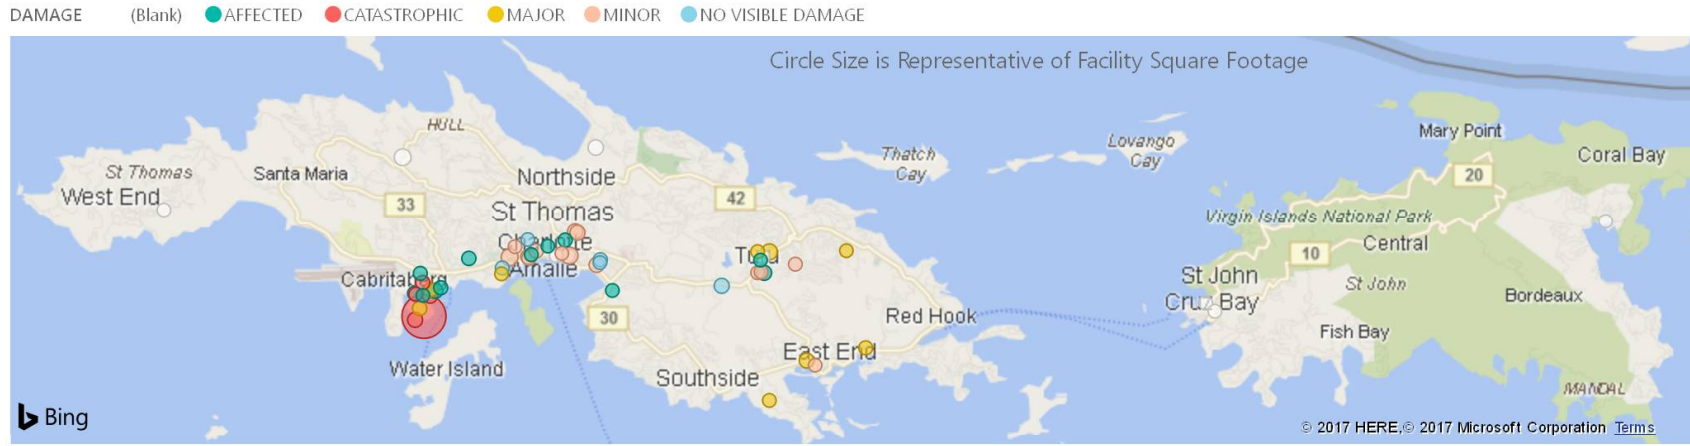 DAMAGE (Blank) AFFECTED CATASTROPHIC MAJOR MINOR NO VISIBLE DAMAGE
Circle Size is Representative of Facility Square Footage
HULL
Mary Point
Lovango
Cay
Thatch
Cay
Coral Bay
St Thomas
West End
Santa Maria
Northside
20
42
33
St Thomas
Virgin Islands National Park
Central
10
Amalie
St John
Cruz Bay
St John
Bordeaux
30
Red Hook
Fish Bay
East End
Water Island
Southside
MANDAL
Bing
© 2017 HERE,© 2017 Microsoft Corporation Terms